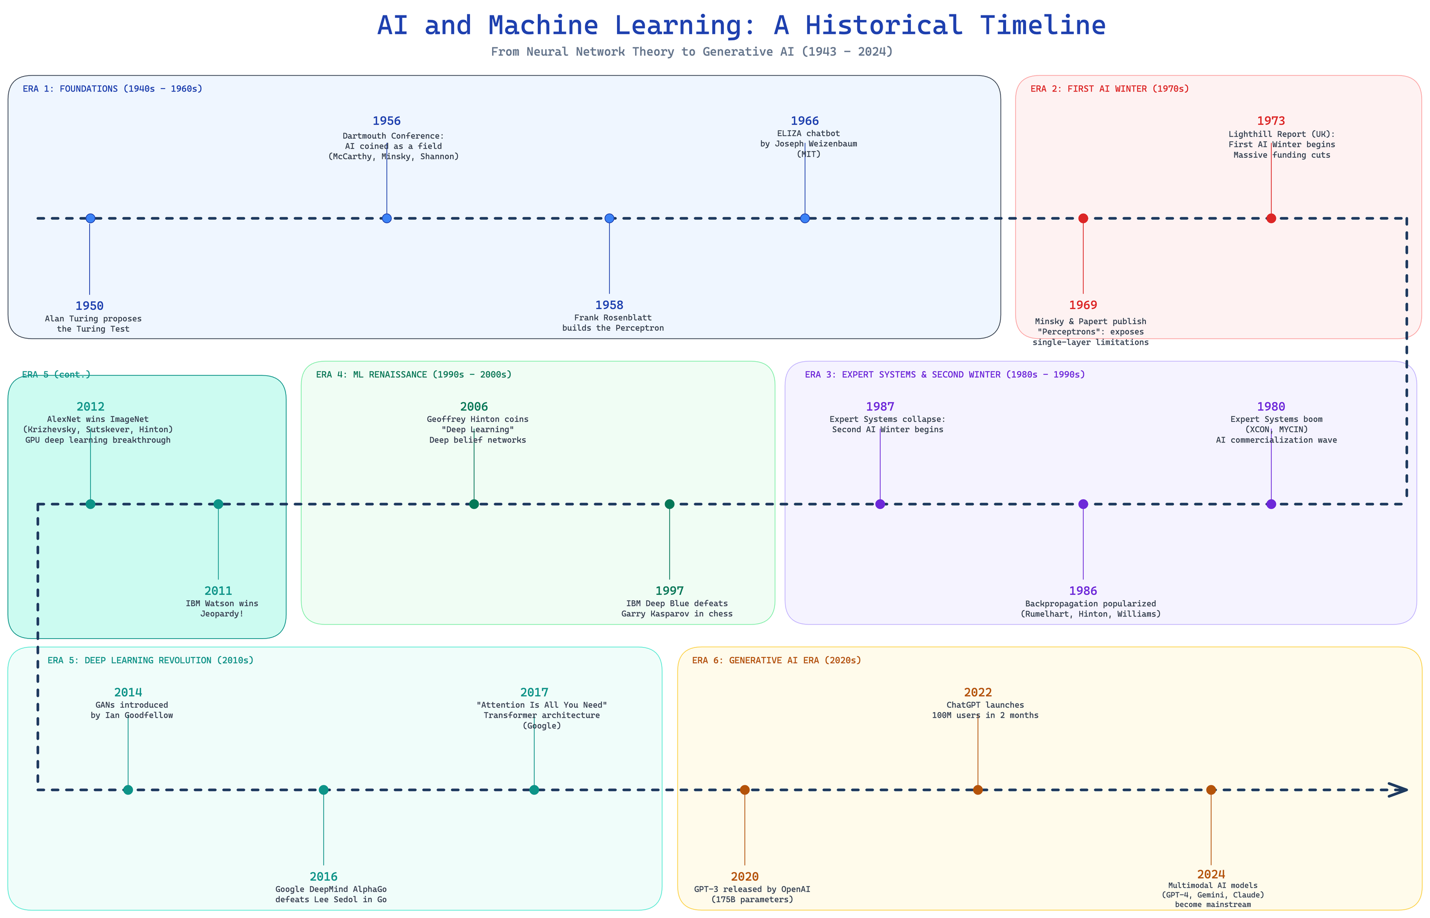 AI and Machine Learning: A Historical Timeline
From Neural Network Theory to Generative AI (1943 - 2024)
ERA 1: FOUNDATIONS (1940s - 1960s)
1950
Alan Turing proposes
the Turing Test
1956
Dartmouth Conference:
AI coined as a field
(McCarthy, Minsky, Shannon)
1958
Frank Rosenblatt
builds the Perceptron
1966
ELIZA chatbot
by Joseph Weizenbaum
(MIT)
ERA 2: FIRST AI WINTER (1970s)
1969
Minsky & Papert publish
"Perceptrons": exposes
single-layer limitations
1973
Lighthill Report (UK):
First AI Winter begins
Massive funding cuts
ERA 3: EXPERT SYSTEMS & SECOND WINTER (1980s - 1990s)
1980
Expert Systems boom
(XCON, MYCIN)
AI commercialization wave
1986
Backpropagation popularized
(Rumelhart, Hinton, Williams)
1987
Expert Systems collapse:
Second AI Winter begins
ERA 4: ML RENAISSANCE (1990s - 2000s)
1997
IBM Deep Blue defeats
Garry Kasparov in chess
2006
Geoffrey Hinton coins
"Deep Learning"
Deep belief networks
ERA 5 (cont.)
2011
IBM Watson wins
Jeopardy!
2012
AlexNet wins ImageNet
(Krizhevsky, Sutskever, Hinton)
GPU deep learning breakthrough
ERA 5: DEEP LEARNING REVOLUTION (2010s)
2014
GANs introduced
by Ian Goodfellow
2016
Google DeepMind AlphaGo
defeats Lee Sedol in Go
2017
"Attention Is All You Need"
Transformer architecture
(Google)
ERA 6: GENERATIVE AI ERA (2020s)
2020
GPT-3 released by OpenAI
(175B parameters)
2022
ChatGPT launches
100M users in 2 months
2024
Multimodal AI models
(GPT-4, Gemini, Claude)
become mainstream